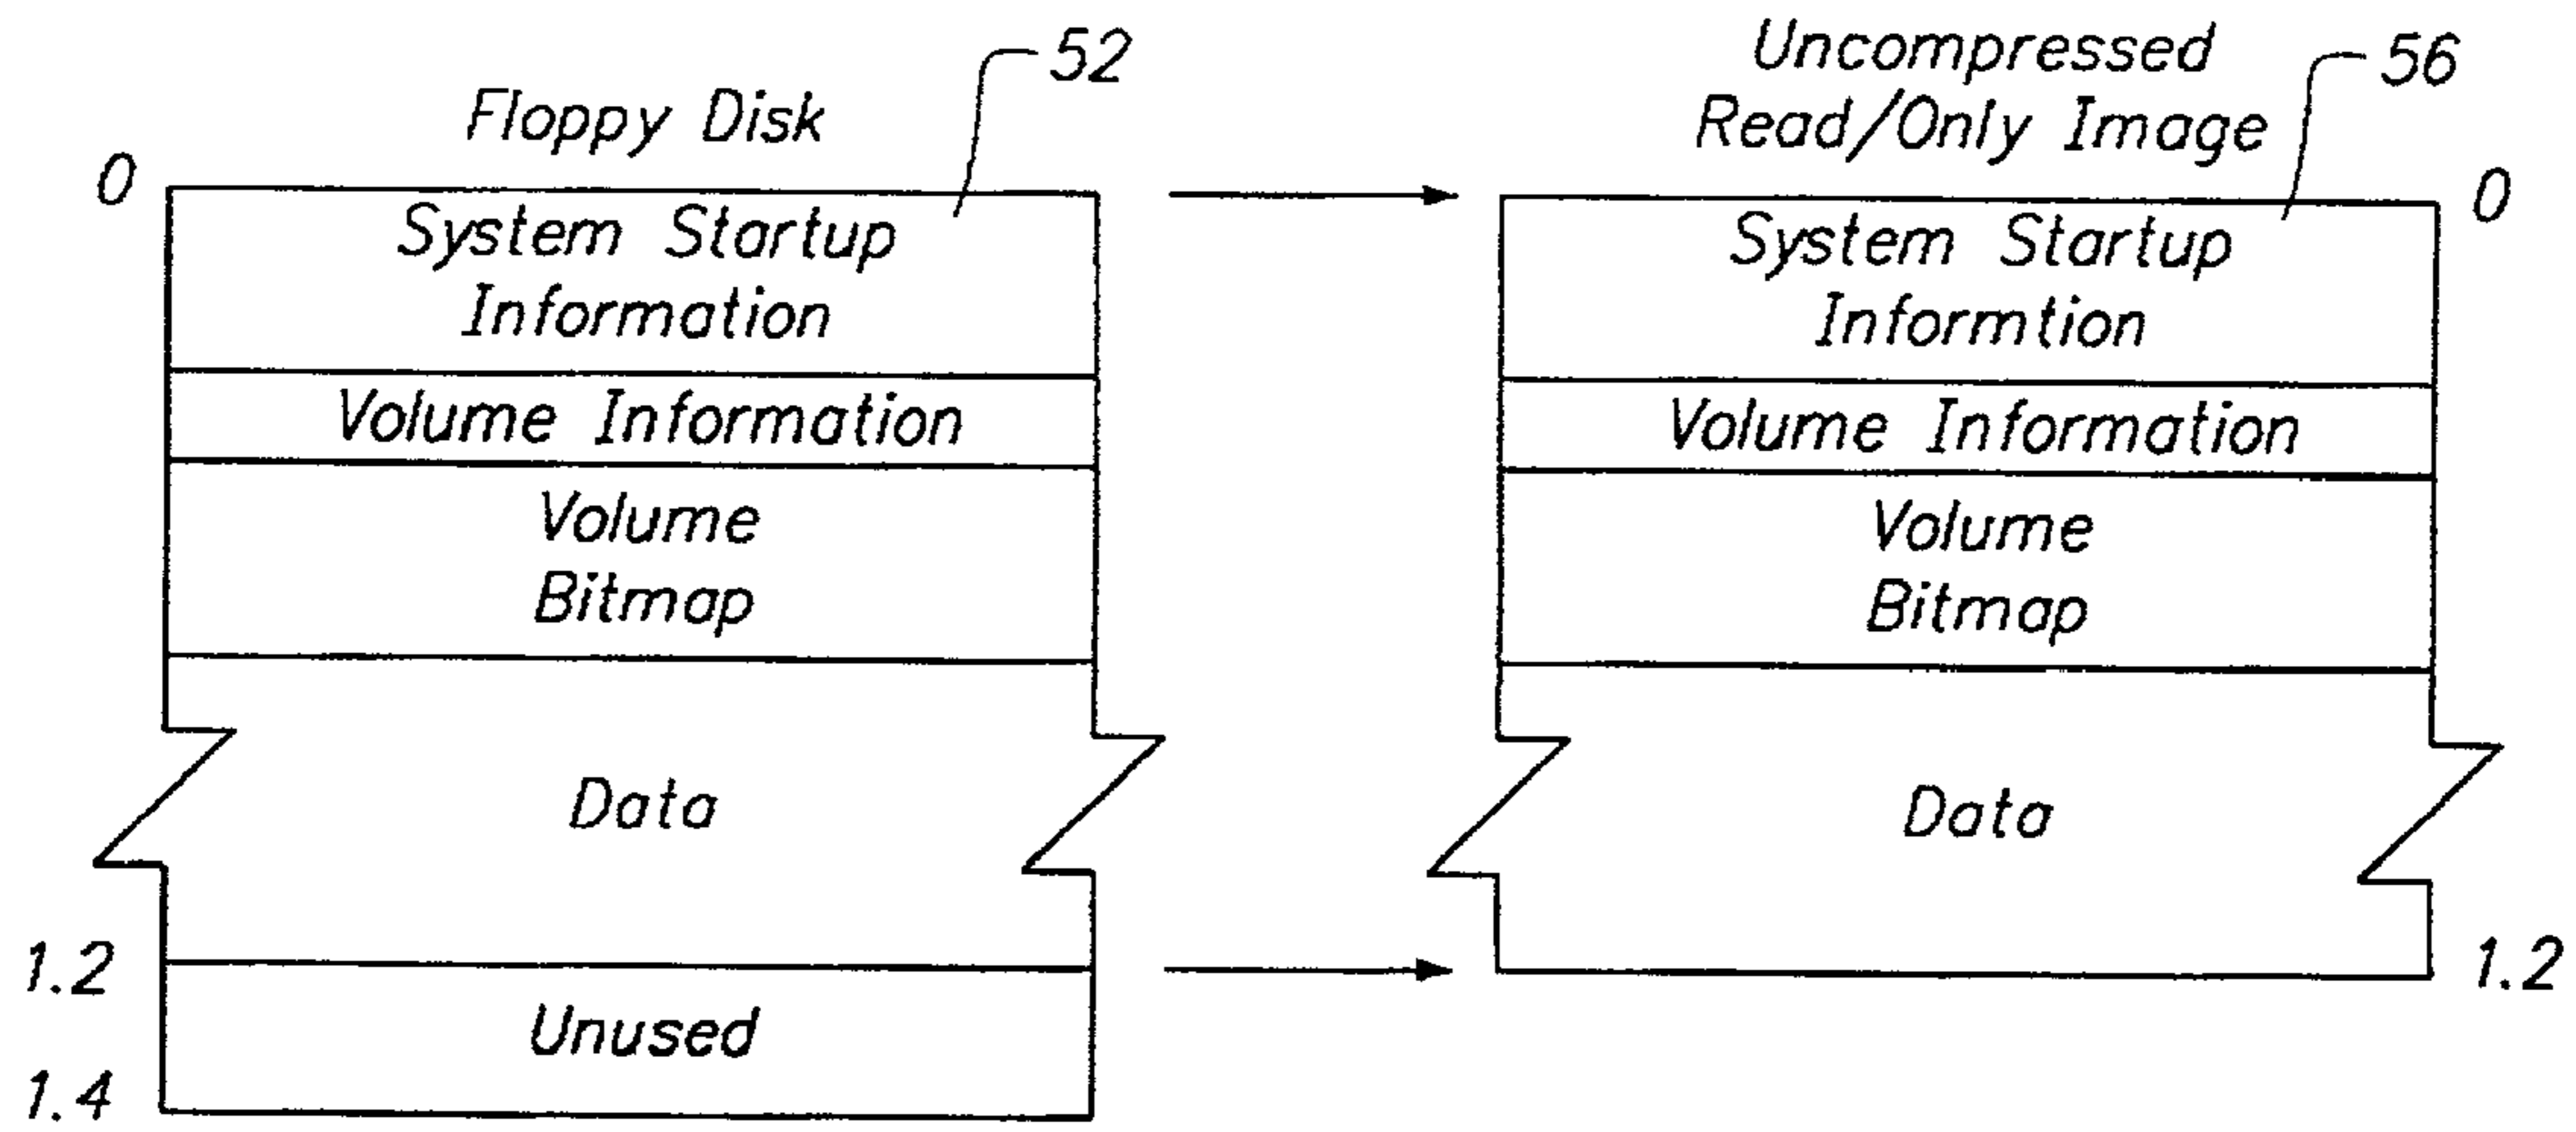 52
Floppy Disk
0
System Startup
Information
Volume Information
Volume
Bitmap
Data
1.2
Unused
1.4
Uncompressed
Read/Only Image
56
0
System Startup
Informtion
Volume Information
Volume
Bitmap
Data
1.2